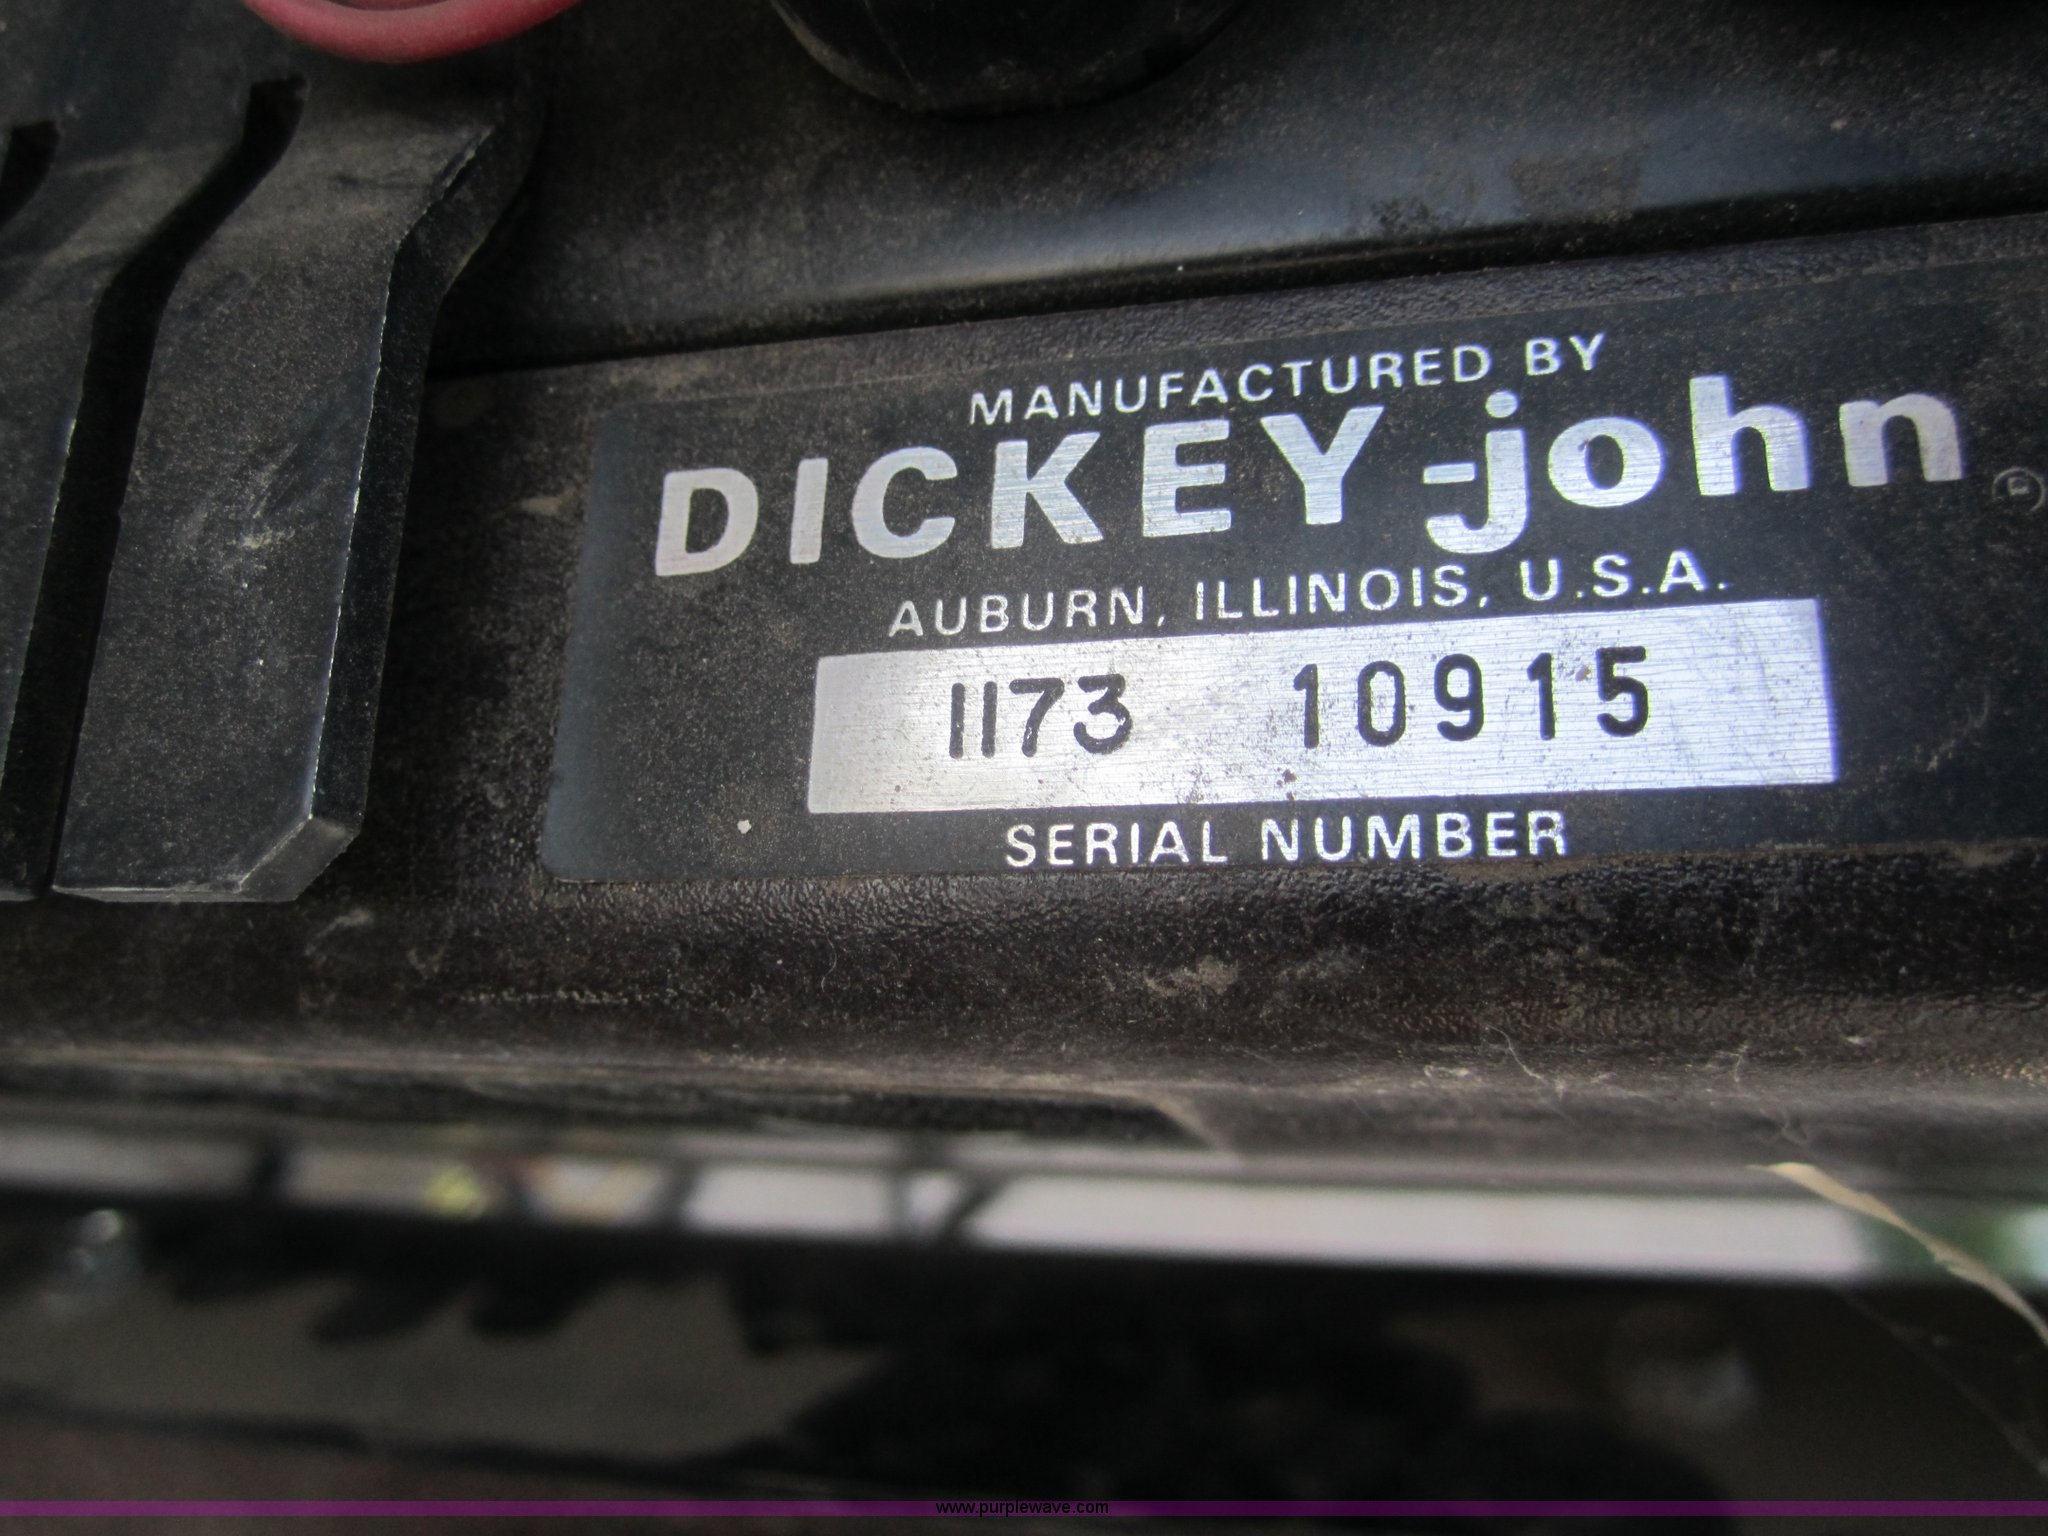 MANUFACTURED BY
DICKEY-john
AUBURN, ILLINOIS, U.S.A.
1173 10915
SERIAL NUMBER
www.purplewave.com